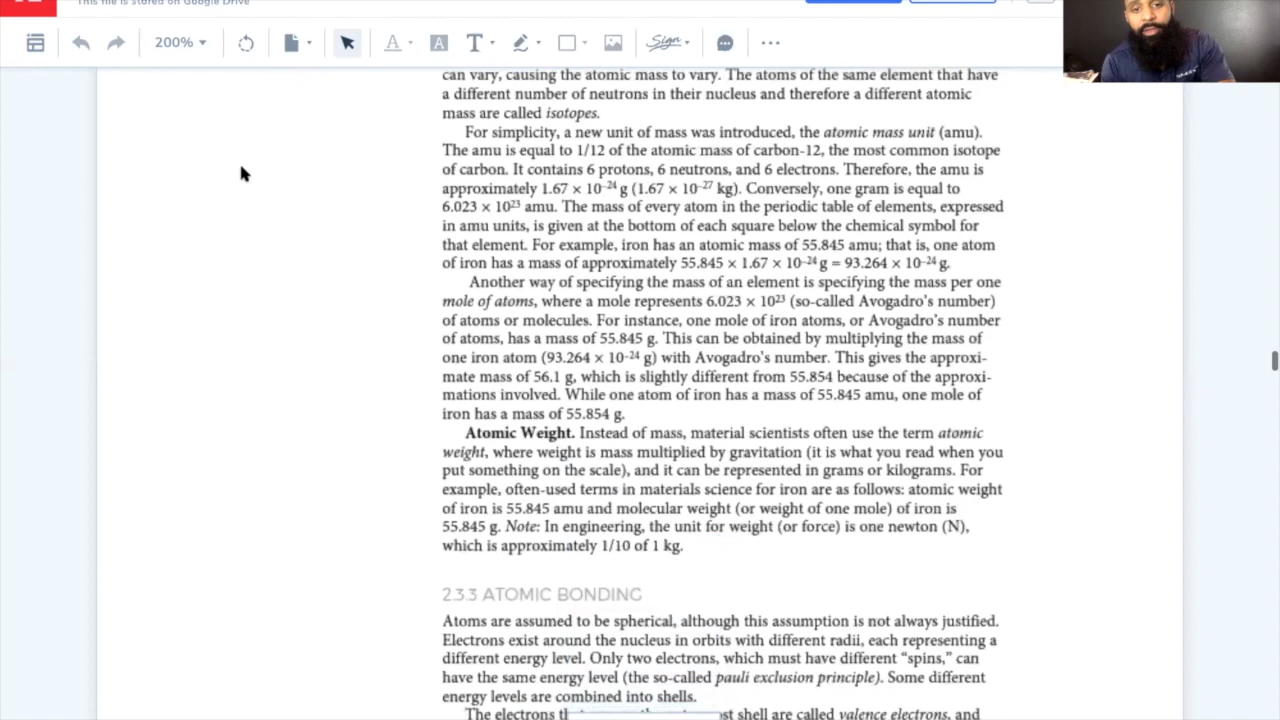 This file is stored on Google Drive
200%
T
Sign
can vary, causing the atomic mass to vary. The atoms of the same element that have
a different number of neutrons in their nucleus and therefore a different atomic
mass are called isotopes.
For simplicity, a new unit of mass was introduced, the atomic mass unit (amu).
The amu is equal to 1/12 of the atomic mass of carbon-12, the most common isotope
of carbon. It contains 6 protons, 6 neutrons, and 6 electrons. Therefore, the amu is
approximately 1.67 × 10⁻²⁴ g (1.67 × 10⁻²⁷ kg). Conversely, one gram is equal to
6.023 × 10²³ amu. The mass of every atom in the periodic table of elements, expressed
in amu units, is given at the bottom of each square below the chemical symbol for
that element. For example, iron has an atomic mass of 55.845 amu; that is, one atom
of iron has a mass of approximately 55.845 × 1.67 × 10⁻²⁴ g = 93.264 × 10⁻²⁴ g.
Another way of specifying the mass of an element is specifying the mass per one
mole of atoms, where a mole represents 6.023 × 10²³ (so-called Avogadro's number)
of atoms or molecules. For instance, one mole of iron atoms, or Avogadro's number
of atoms, has a mass of 55.845 g. This can be obtained by multiplying the mass of
one iron atom (93.264 × 10⁻²⁴ g) with Avogadro's number. This gives the approxi-
mate mass of 56.1 g, which is slightly different from 55.854 because of the approxi-
mations involved. While one atom of iron has a mass of 55.845 amu, one mole of
iron has a mass of 55.854 g.
Atomic Weight. Instead of mass, material scientists often use the term atomic
weight, where weight is mass multiplied by gravitation (it is what you read when you
put something on the scale), and it can be represented in grams or kilograms. For
example, often-used terms in materials science for iron are as follows: atomic weight
of iron is 55.845 amu and molecular weight (or weight of one mole) of iron is
55.845 g. Note: In engineering, the unit for weight (or force) is one newton (N),
which is approximately 1/10 of 1 kg.
2.3.3 ATOMIC BONDING
Atoms are assumed to be spherical, although this assumption is not always justified.
Electrons exist around the nucleus in orbits with different radii, each representing a
different energy level. Only two electrons, which must have different "spins," can
have the same energy level (the so-called pauli exclusion principle). Some different
energy levels are combined into shells.
The electrons st shell are called valence electrons, and